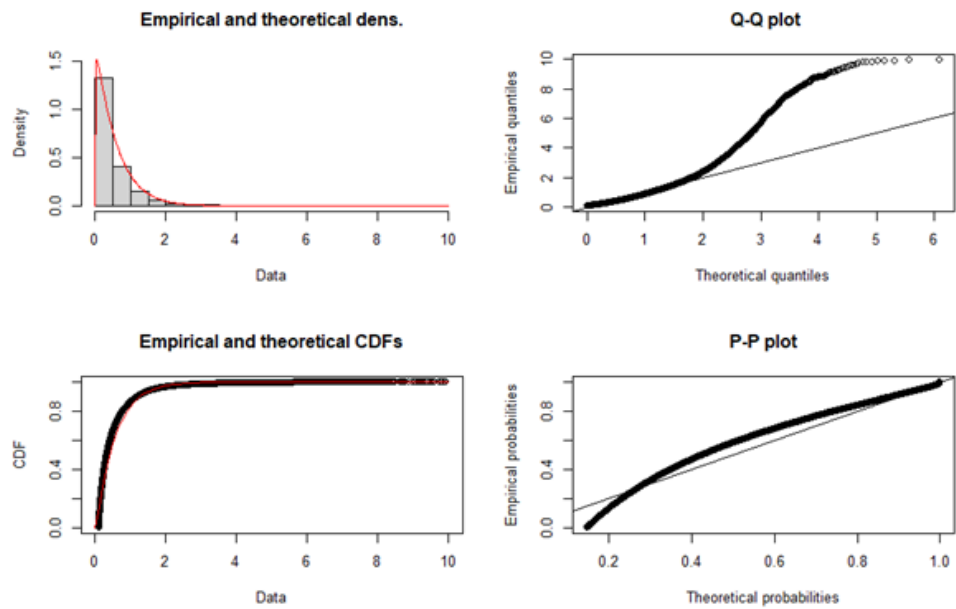 Empirical and theoretical dens.
Density
0.0 0.5 1.0 1.5
0 2 4 6 8 10
Data
Q-Q plot
Empirical quantiles
0 2 4 6 8 10
0 1 2 3 4 5 6
Theoretical quantiles
Empirical and theoretical CDFs
CDF
0.0 0.4 0.8
0 2 4 6 8 10
Data
P-P plot
Empirical probabilities
0.0 0.4 0.8
0.2 0.4 0.6 0.8 1.0
Theoretical probabilities